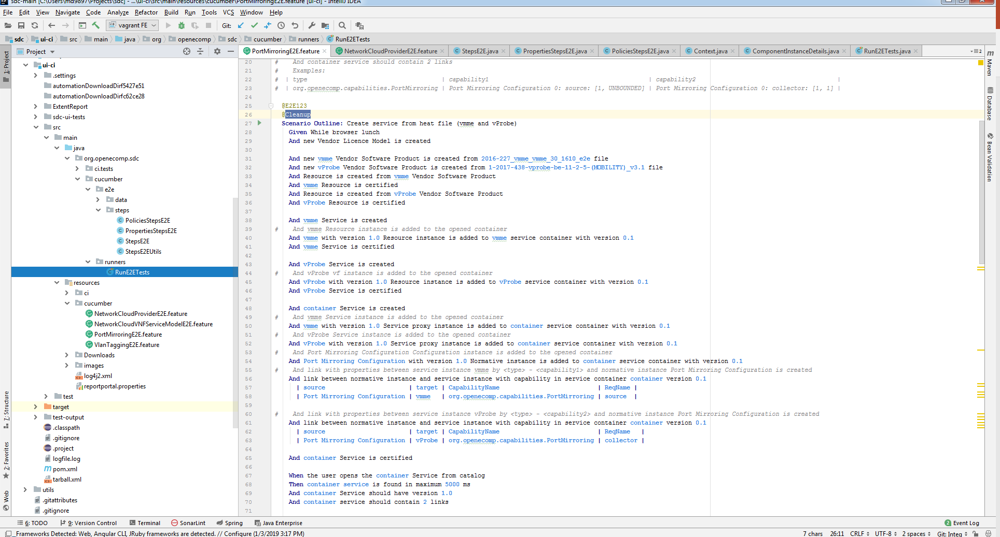 sdc-main [C:\Users\md9897\Projects\sdc] - ...\ui-ci\src\main\resources\cucumber\PortMirroringE2E.feature [ui-ci] - IntelliJ IDEA
File Edit View Navigate Code Analyze Refactor Build Run Tools VCS Window Help
vagrant FE Git:
sdc ui-ci src main java org openecomp sdc cucumber runners RunE2ETests
Project
PortMirroringE2E.feature NetworkCloudProviderE2E.feature StepsE2E.java PropertiesStepsE2E.java PoliciesStepsE2E.java Context.java ComponentInstanceDetails.java RunE2ETests.java 2
1: Project
7: Structure
2: Favorites
Web
ui-ci
.settings
automationDownloadDirf5427e51
automationDownloadDirfc62ce28
ExtentReport
sdc-ui-tests
src
main
java
org.openecomp.sdc
ci.tests
cucumber
e2e
data
steps
PoliciesStepsE2E
PropertiesStepsE2E
StepsE2E
StepsE2EUtils
runners
RunE2ETests
resources
ci
cucumber
NetworkCloudProviderE2E.feature
NetworkCloudVNFServiceModelE2E.feature
PortMirroringE2E.feature
VlanTaggingE2E.feature
Downloads
images
log4j2.xml
reportportal.properties
test
target
test-output
.classpath
.gitignore
.project
logfile.log
pom.xml
tarball.xml
utils
.gitattributes
.gitignore
20 # And container service should contain 2 links
21 # Examples:
22 # | type | capability1 | capability2 |
23 # | org.openecomp.capabilities.PortMirroring | Port Mirroring Configuration 0: source: [1, UNBOUNDED] | Port Mirroring Configuration 0: collector: [1, 1] |
24
25 @E2E123
26 @Cleanup
27 Scenario Outline: Create service from heat file (vmme and vProbe)
28 Given While browser lunch
29 And new Vendor Licence Model is created
30
31 And new vmme Vendor Software Product is created from 2016-227_vmme_vmme_30_1610_e2e file
32 And new vProbe Vendor Software Product is created from 1-2017-438-vprobe-be-11-2-5-(MOBILITY)_v3.1 file
33 And Resource is created from vmme Vendor Software Product
34 And vmme Resource is certified
35 And Resource is created from vProbe Vendor Software Product
36 And vProbe Resource is certified
37
38 And vmme Service is created
39 # And vmme Resource instance is added to the opened container
40 And vmme with version 1.0 Resource instance is added to vmme service container with version 0.1
41 And vmme Service is certified
42
43 And vProbe Service is created
44 # And vProbe vf instance is added to the opened container
45 And vProbe with version 1.0 Resource instance is added to vProbe service container with version 0.1
46 And vProbe Service is certified
47
48 And container Service is created
49 # And vmme Service instance is added to the opened container
50 And vmme with version 1.0 Service proxy instance is added to container service container with version 0.1
51 # And vProbe Service instance is added to the opened container
52 And vProbe with version 1.0 Service proxy instance is added to container service container with version 0.1
53 # And Port Mirroring Configuration Configuration instance is added to the opened container
54 And Port Mirroring Configuration with version 1.0 Normative instance is added to container service container with version 0.1
55 # And link with properties between service instance vmme by <type> - <capability1> and normative instance Port Mirroring Configuration is created
56 And link between normative instance and service instance with capability in service container container version 0.1
57 | source | target | CapabilityName | ReqName |
58 | Port Mirroring Configuration | vmme | org.openecomp.capabilities.PortMirroring | source |
59
60 # And link with properties between service instance vProbe by <type> - <capability2> and normative instance Port Mirroring Configuration is created
61 And link between normative instance and service instance with capability in service container container version 0.1
62 | source | target | CapabilityName | ReqName |
63 | Port Mirroring Configuration | vProbe | org.openecomp.capabilities.PortMirroring | collector |
64
65 And container Service is certified
66
67 When the user opens the container Service from catalog
68 Then container service is found in maximum 5000 ms
69 And container Service should have version 1.0
70 And container service should contain 2 links
71
Maven
Database
Bean Validation
6: TODO 9: Version Control Terminal SonarLint Spring Java Enterprise 2 Event Log
Frameworks Detected: Web, Angular CLI, JRuby frameworks are detected. // Configure (1/3/2019 3:17 PM) 7 chars 26:11 CRLF UTF-8 2 spaces Git: Integ